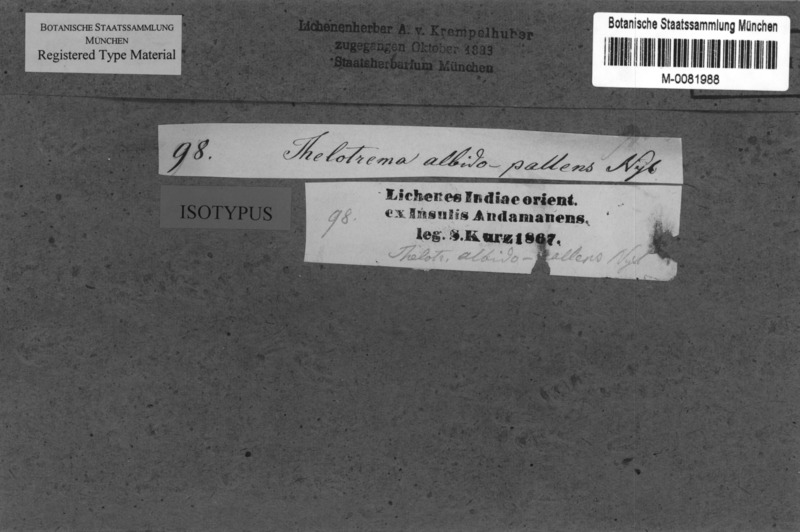 BOTANISCHE STAATSSAMMLUNG
MÜNCHEN
Registered Type Material
Lichenenherbar A. v. Krempelhuber
zugegangen Oktober 1883
Staatsherbarium München
Botanische Staatssammlung München
M-0081988
98. Thelotrema albido-pallens Nyl
ISOTYPUS
Lichenes Indiae orient.
98. ex Insulis Andamanens.
leg. S. Kurz 1867.
Thelotr. albido-pallens Nyl